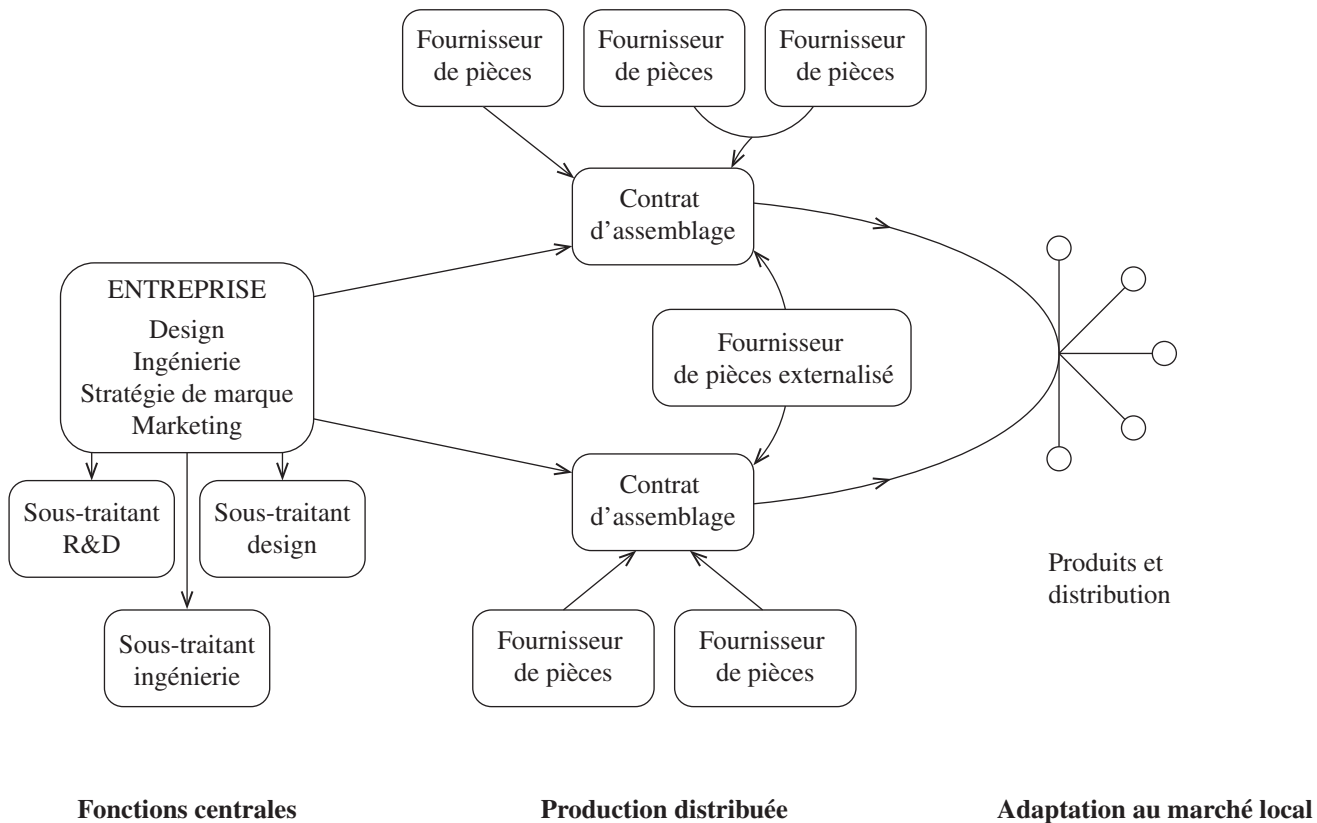 Fournisseur
de pièces
Fournisseur
de pièces
Fournisseur
de pièces
Contrat
d’assemblage
ENTREPRISE
Design
Ingénierie
Stratégie de marque
Marketing
Fournisseur
de pièces externalisé
Sous-traitant
R&D
Sous-traitant
design
Contrat
d’assemblage
Produits et
distribution
Sous-traitant
ingénierie
Fournisseur
de pièces
Fournisseur
de pièces
Fonctions centrales
Production distribuée
Adaptation au marché local